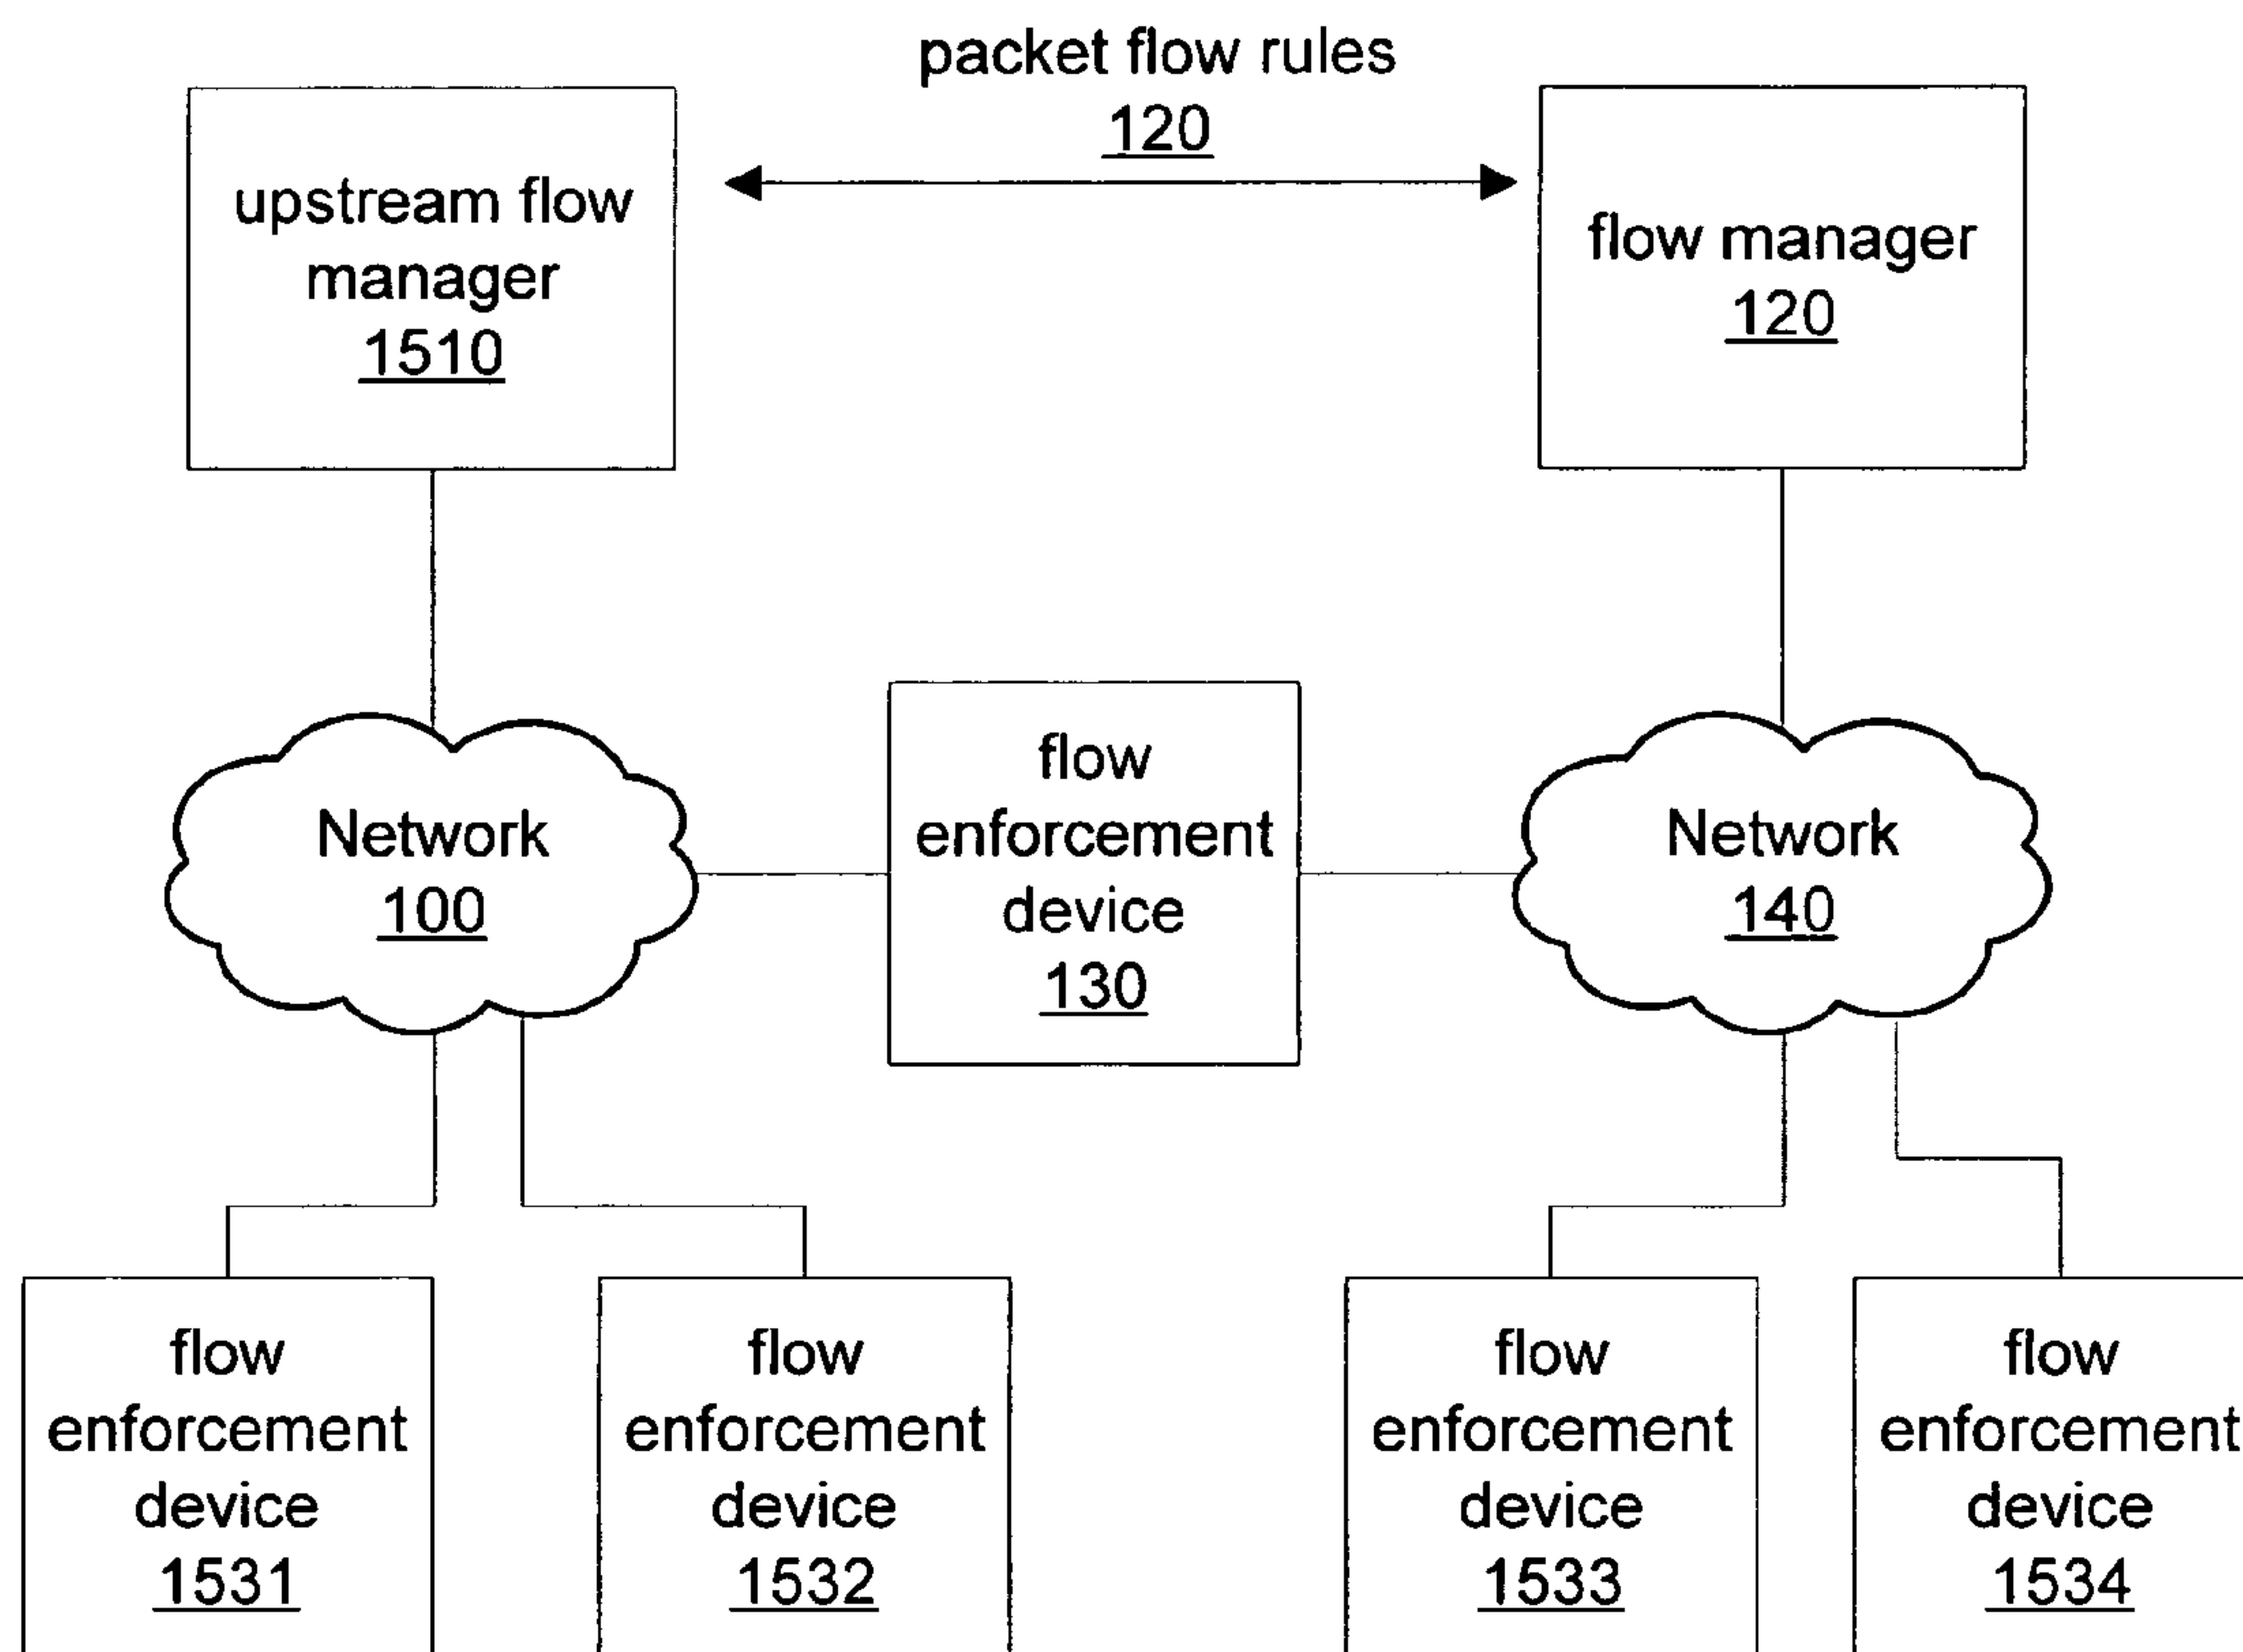 packet flow rules
120
upstream flow
manager
1510
flow manager
120
Network
100
flow
enforcement
device
130
Network
140
flow
enforcement
device
1531
flow
enforcement
device
1532
flow
enforcement
device
1533
flow
enforcement
device
1534